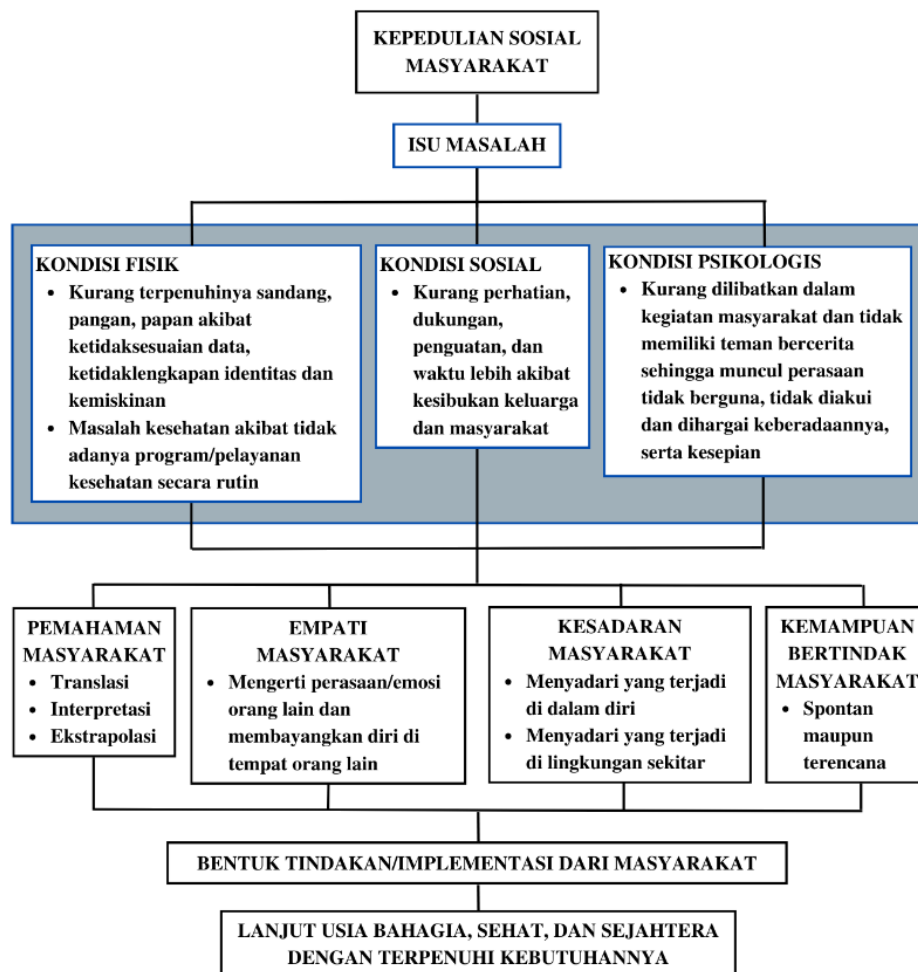 KEPEDULIAN SOSIAL
MASYARAKAT
ISU MASALAH
KONDISI FISIK
• Kurang terpenuhinya sandang,
pangan, papan akibat
ketidaksesuaian data,
ketidaklengkapan identitas dan
kemiskinan
• Masalah kesehatan akibat tidak
adanya program/pelayanan
kesehatan secara rutin
KONDISI SOSIAL
• Kurang perhatian,
dukungan,
penguatan, dan
waktu lebih akibat
kesibukan keluarga
dan masyarakat
KONDISI PSIKOLOGIS
• Kurang dilibatkan dalam
kegiatan masyarakat dan tidak
memiliki teman bercerita
sehingga muncul perasaan
tidak berguna, tidak diakui
dan dihargai keberadaannya,
serta kesepian
PEMAHAMAN
MASYARAKAT
• Translasi
• Interpretasi
• Ekstrapolasi
EMPATI
MASYARAKAT
• Mengerti perasaan/emosi
orang lain dan
membayangkan diri di
tempat orang lain
KESADARAN
MASYARAKAT
• Menyadari yang terjadi
di dalam diri
• Menyadari yang terjadi
di lingkungan sekitar
KEMAMPUAN
BERTINDAK
MASYARAKAT
• Spontan
maupun
terencana
BENTUK TINDAKAN/IMPLEMENTASI DARI MASYARAKAT
LANJUT USIA BAHAGIA, SEHAT, DAN SEJAHTERA
DENGAN TERPENUHI KEBUTUHANNYA